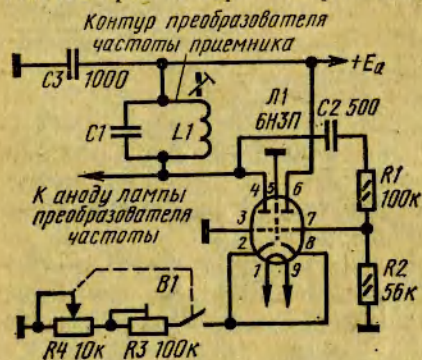 Контур преобразователя
частоты приемника
C3 1000
+Eа
Л1
6Н3П
C2 500
C1
L1
R1
100к
К аноду лампы
преобразователя
частоты
4 5 6
3 7
2 8
1 9
R2
56к
В1
R4 10к
R3 100к